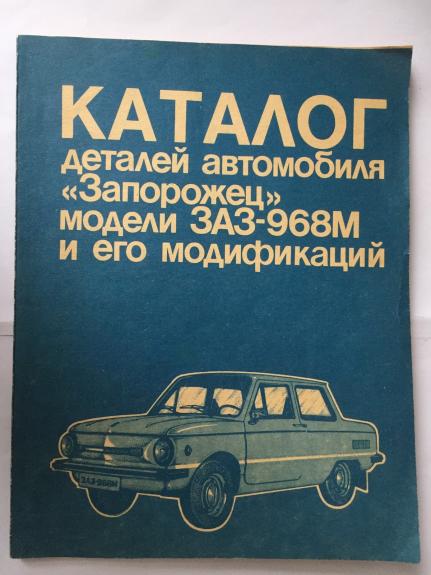 КАТАЛОГ
деталей автомобиля
«Запорожец»
модели ЗАЗ-968М
и его модификаций
ЗАЗ-968М